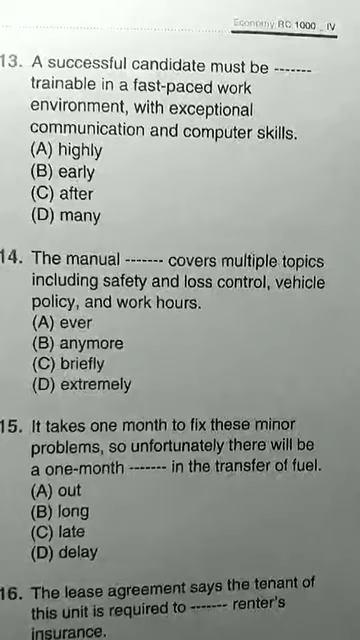 Economy RC 1000 _ IV
13. A successful candidate must be -------
trainable in a fast-paced work
environment, with exceptional
communication and computer skills.
(A) highly
(B) early
(C) after
(D) many
14. The manual ------- covers multiple topics
including safety and loss control, vehicle
policy, and work hours.
(A) ever
(B) anymore
(C) briefly
(D) extremely
15. It takes one month to fix these minor
problems, so unfortunately there will be
a one-month ------- in the transfer of fuel.
(A) out
(B) long
(C) late
(D) delay
16. The lease agreement says the tenant of
this unit is required to ------- renter's
insurance.